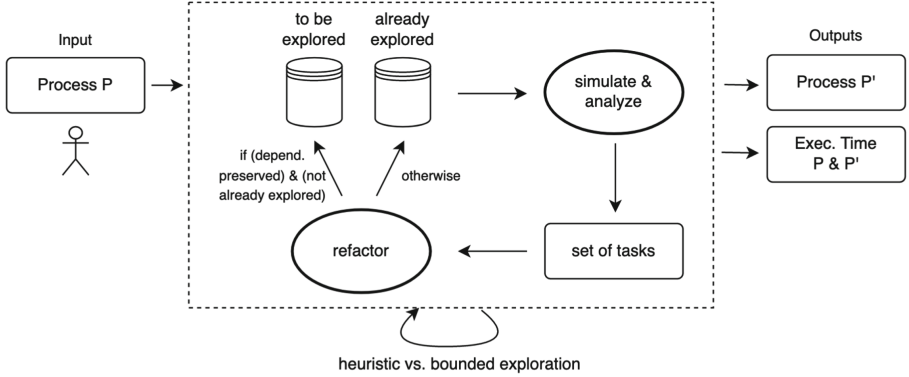 Input
Process P
to be
explored
already
explored
simulate &
analyze
Outputs
Process P'
Exec. Time
P & P'
if (depend.
preserved) & (not
already explored)
otherwise
refactor
set of tasks
heuristic vs. bounded exploration